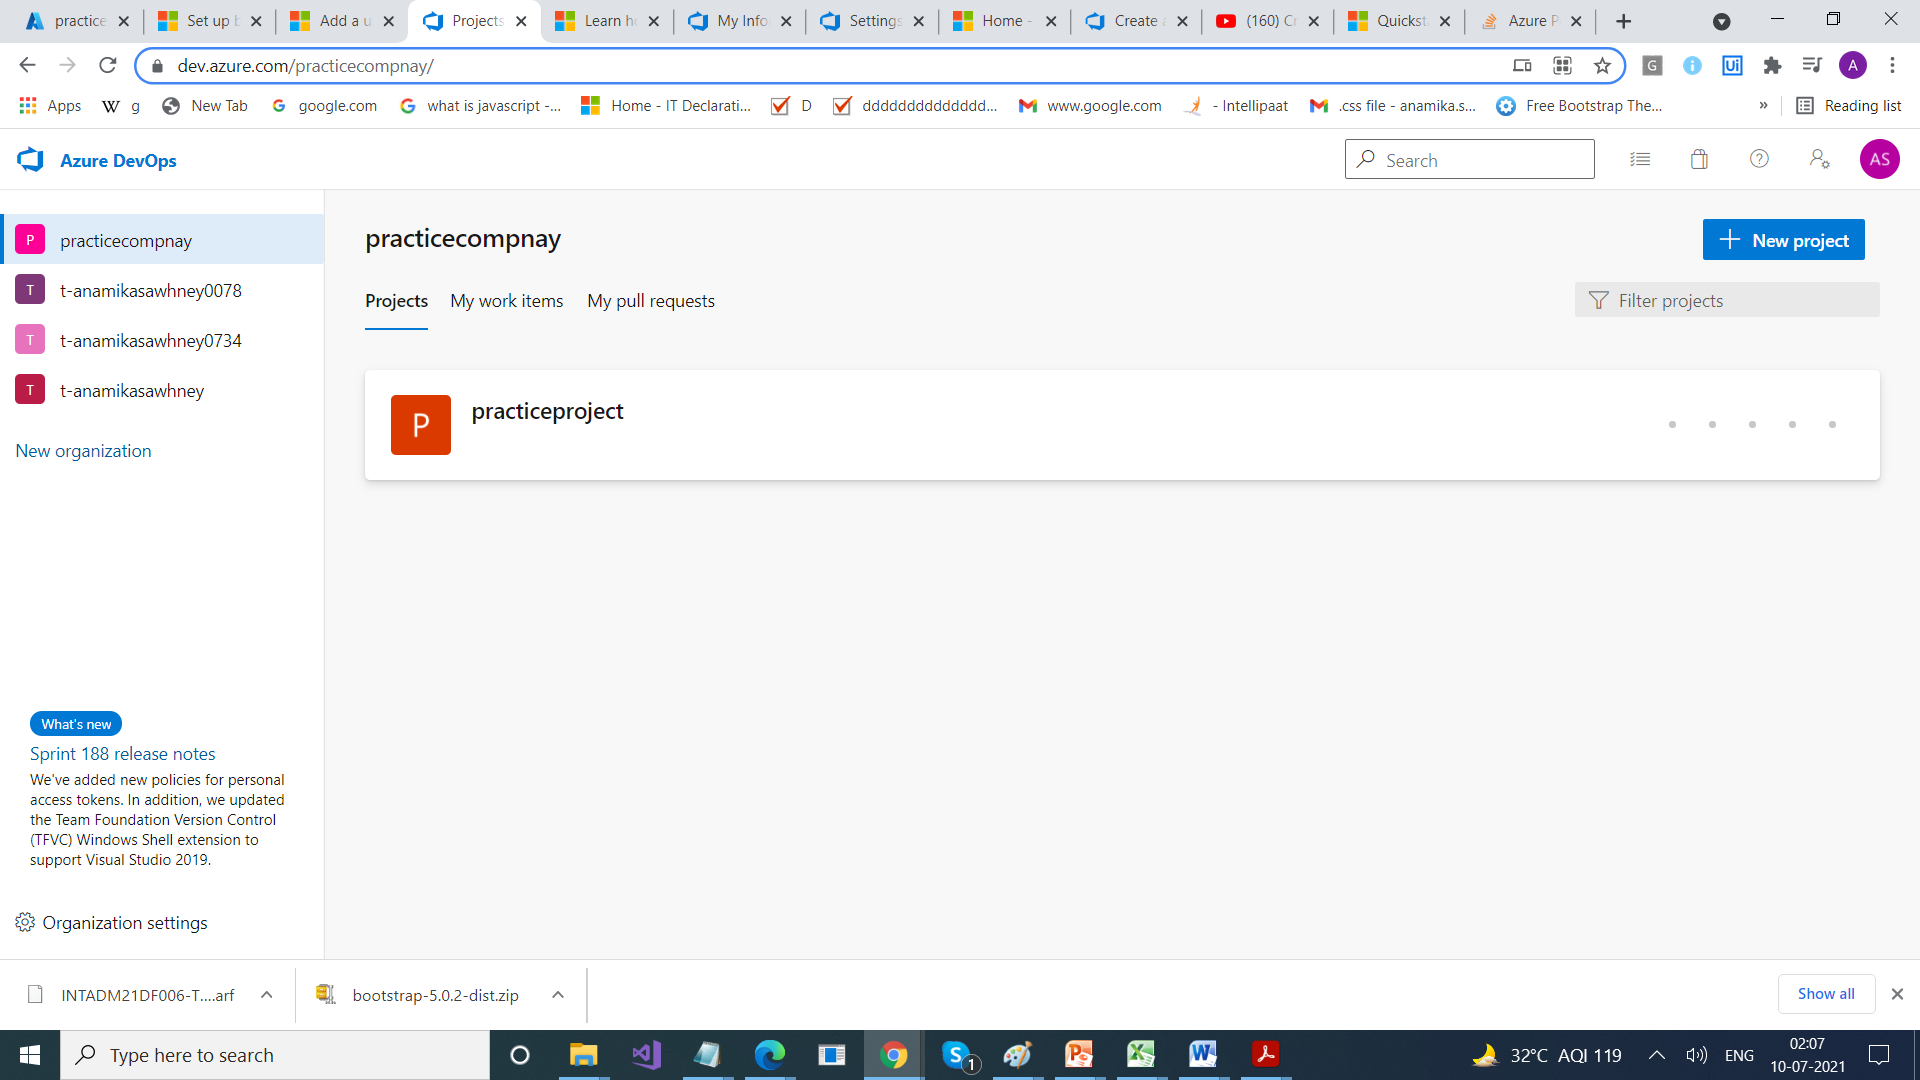 practice
Set up b
Add a u
Projects
Learn ho
My Info
Settings
Home -
Create a
(160) Cr
Quicksta
Azure P
dev.azure.com/practicecompnay/
G
Ui
A
Apps
W g
New Tab
google.com
what is javascript -...
Home - IT Declarati...
D
dddddddddddddd...
www.google.com
- Intellipaat
.css file - anamika.s...
Free Bootstrap The...
»
Reading list
Azure DevOps
Search
AS
P practicecompnay
T t-anamikasawhney0078
T t-anamikasawhney0734
T t-anamikasawhney
New organization
practicecompnay
New project
Projects
My work items
My pull requests
Filter projects
P practiceproject
What's new
Sprint 188 release notes
We've added new policies for personal
access tokens. In addition, we updated
the Team Foundation Version Control
(TFVC) Windows Shell extension to
support Visual Studio 2019.
Organization settings
INTADM21DF006-T....arf
bootstrap-5.0.2-dist.zip
Show all
Type here to search
1
32°C AQI 119
ENG
02:07
10-07-2021